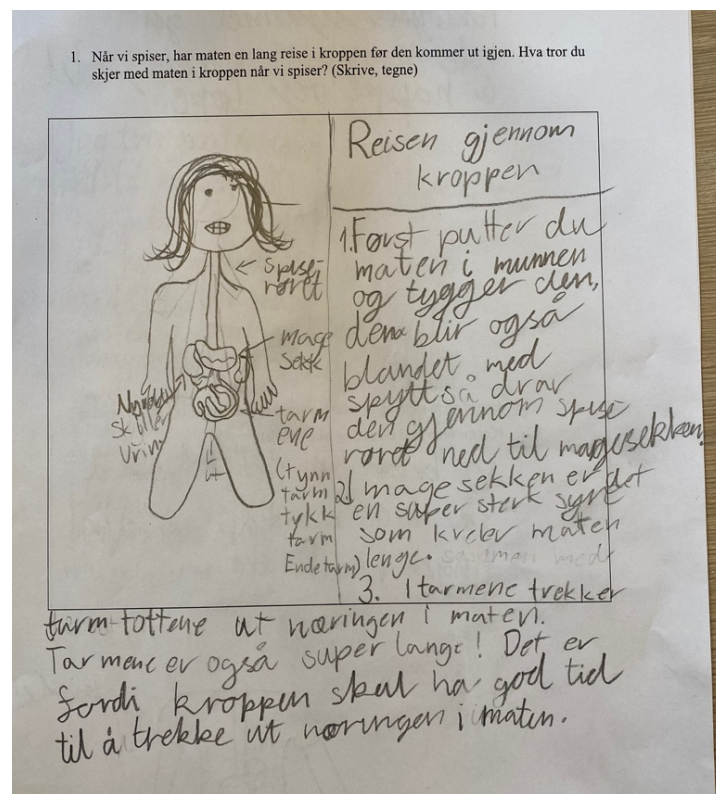 1. Når vi spiser, har maten en lang reise i kroppen før den kommer ut igjen. Hva tror du
skjer med maten i kroppen når vi spiser? (Skrive, tegne)
spise
røret
mage
sekk
skiller
Urin
tarm
ene
(tynn
tarm
tykk
tarm
Endetarm)
Reisen gjennom
kroppen
1. Først putter du
maten i munnen
og tygger den,
den blir også
blandet med
spytt så drar
den gjennom spise
røret ned til magesekken.
2. I mage sekken er det
en super sterk syre
som maten
lenge.
3. I tarmene trekker
tarm-tottene ut næringen i maten.
Tarmene er også super lange! Det er
fordi kroppen skal ha god tid
til å trekke ut næringen i maten.